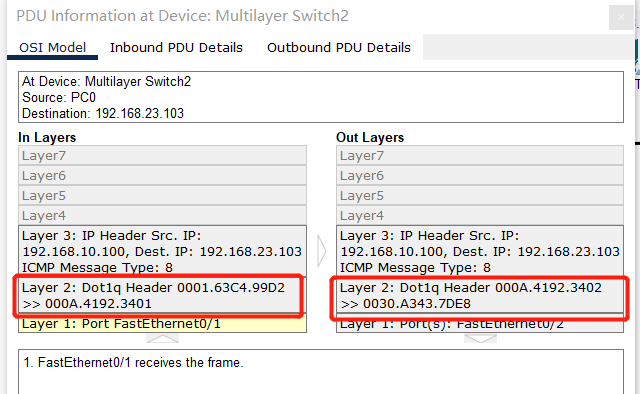 PDU Information at Device: Multilayer Switch2
OSI Model Inbound PDU Details Outbound PDU Details
At Device: Multilayer Switch2
Source: PC0
Destination: 192.168.23.103
In Layers
Layer7
Layer6
Layer5
Layer4
Layer 3: IP Header Src. IP:
192.168.10.100, Dest. IP: 192.168.23.103
ICMP Message Type: 8
Layer 2: Dot1q Header 0001.63C4.99D2
>> 000A.4192.3401
Layer 1: Port FastEthernet0/1
Out Layers
Layer7
Layer6
Layer5
Layer4
Layer 3: IP Header Src. IP:
192.168.10.100, Dest. IP: 192.168.23.103
ICMP Message Type: 8
Layer 2: Dot1q Header 000A.4192.3402
>> 0030.A343.7DE8
Layer 1: Port(s): FastEthernet0/2
1. FastEthernet0/1 receives the frame.